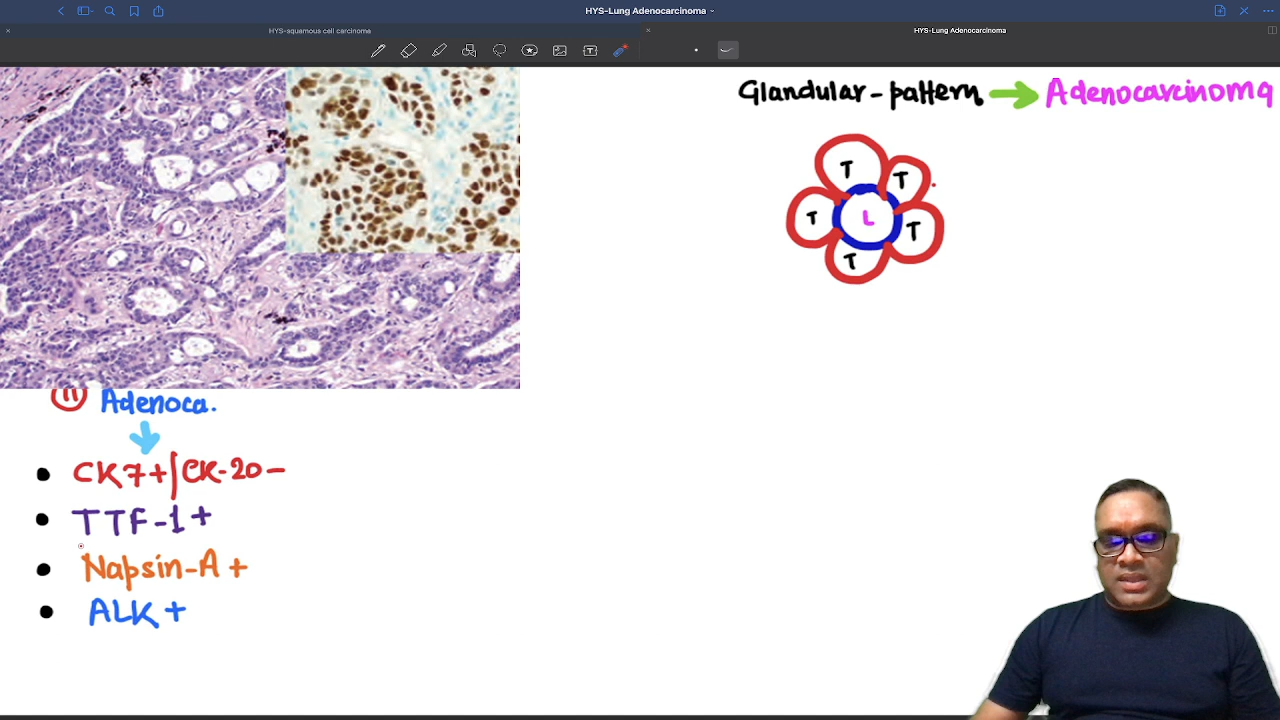 HYS-Lung Adenocarcinoma
HYS-squamous cell carcinoma
HYS-Lung Adenocarcinoma
Glandular-pattern Adenocarcinoma
T
T
T
L
T
T
(11) Adenoca.
CK7+/CK-20-
TTF-1+
Napsin-A+
ALK+